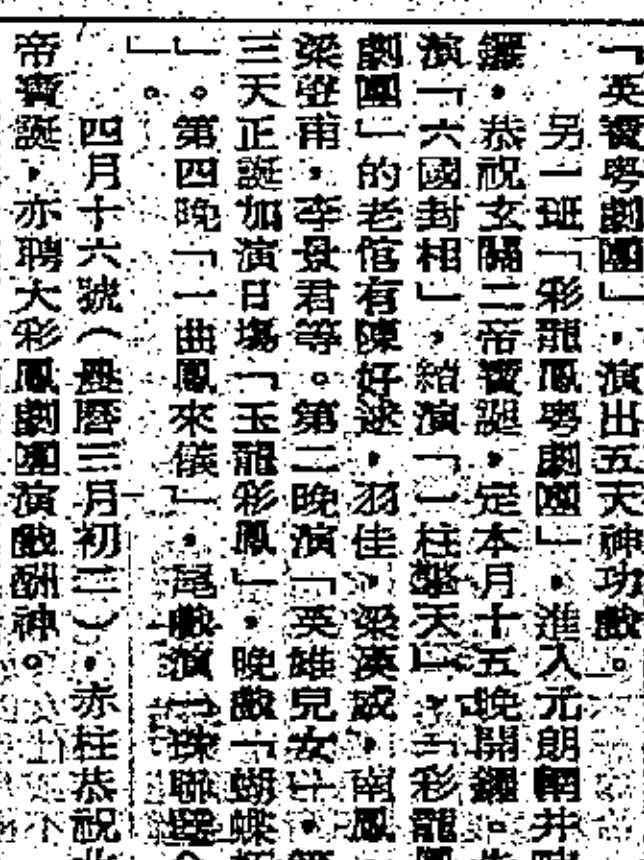 「英寶粤劇團」,演出五天神功戲。
另一班「彩龍鳳粤劇團」,進入元朗輞井
鑼,恭祝玄關二帝寶誕,定本月十五晚開鑼。
演「六國封相」,續演「一柱擎天」,「彩龍鳳
劇團」的老倌有陳好逑,羽佳,梁漢威,南鳳
梁登甫,李景君等。第二晚演「英雄兒女」,
三天正誕加演日塲「玉龍彩鳳」,晚戲「蝴蝶
」。第四晚「一曲鳳來儀」,尾戲演「珠聯璧合
」。
四月十六號(農曆三月初三),赤柱恭祝北
帝寶誕,亦聘大彩鳳劇團演戲酬神。